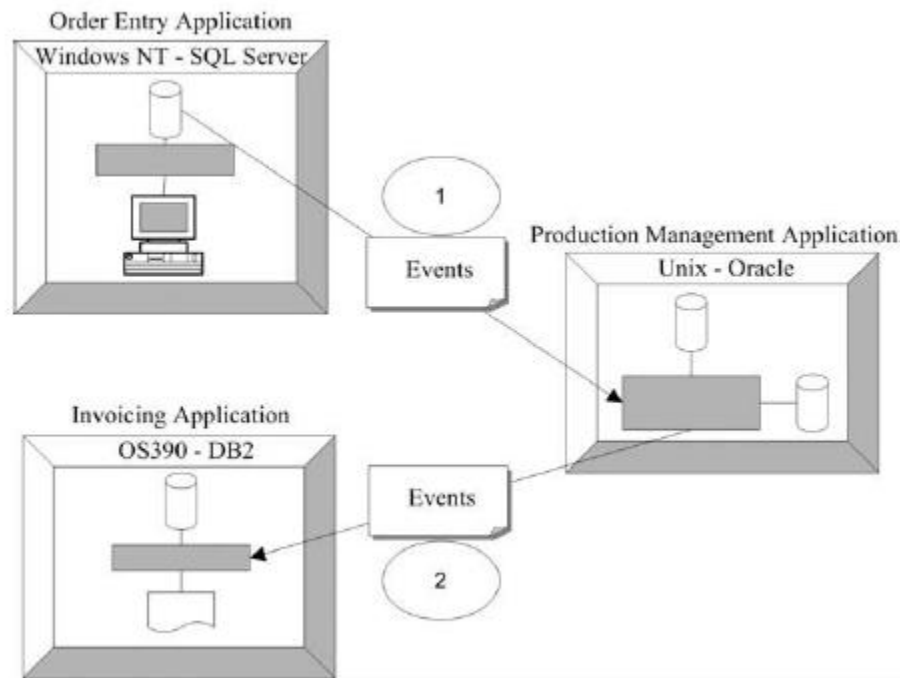 Order Entry Application
Windows NT - SQL Server
1
Events
Production Management Application
Unix - Oracle
Invoicing Application
OS390 - DB2
Events
2